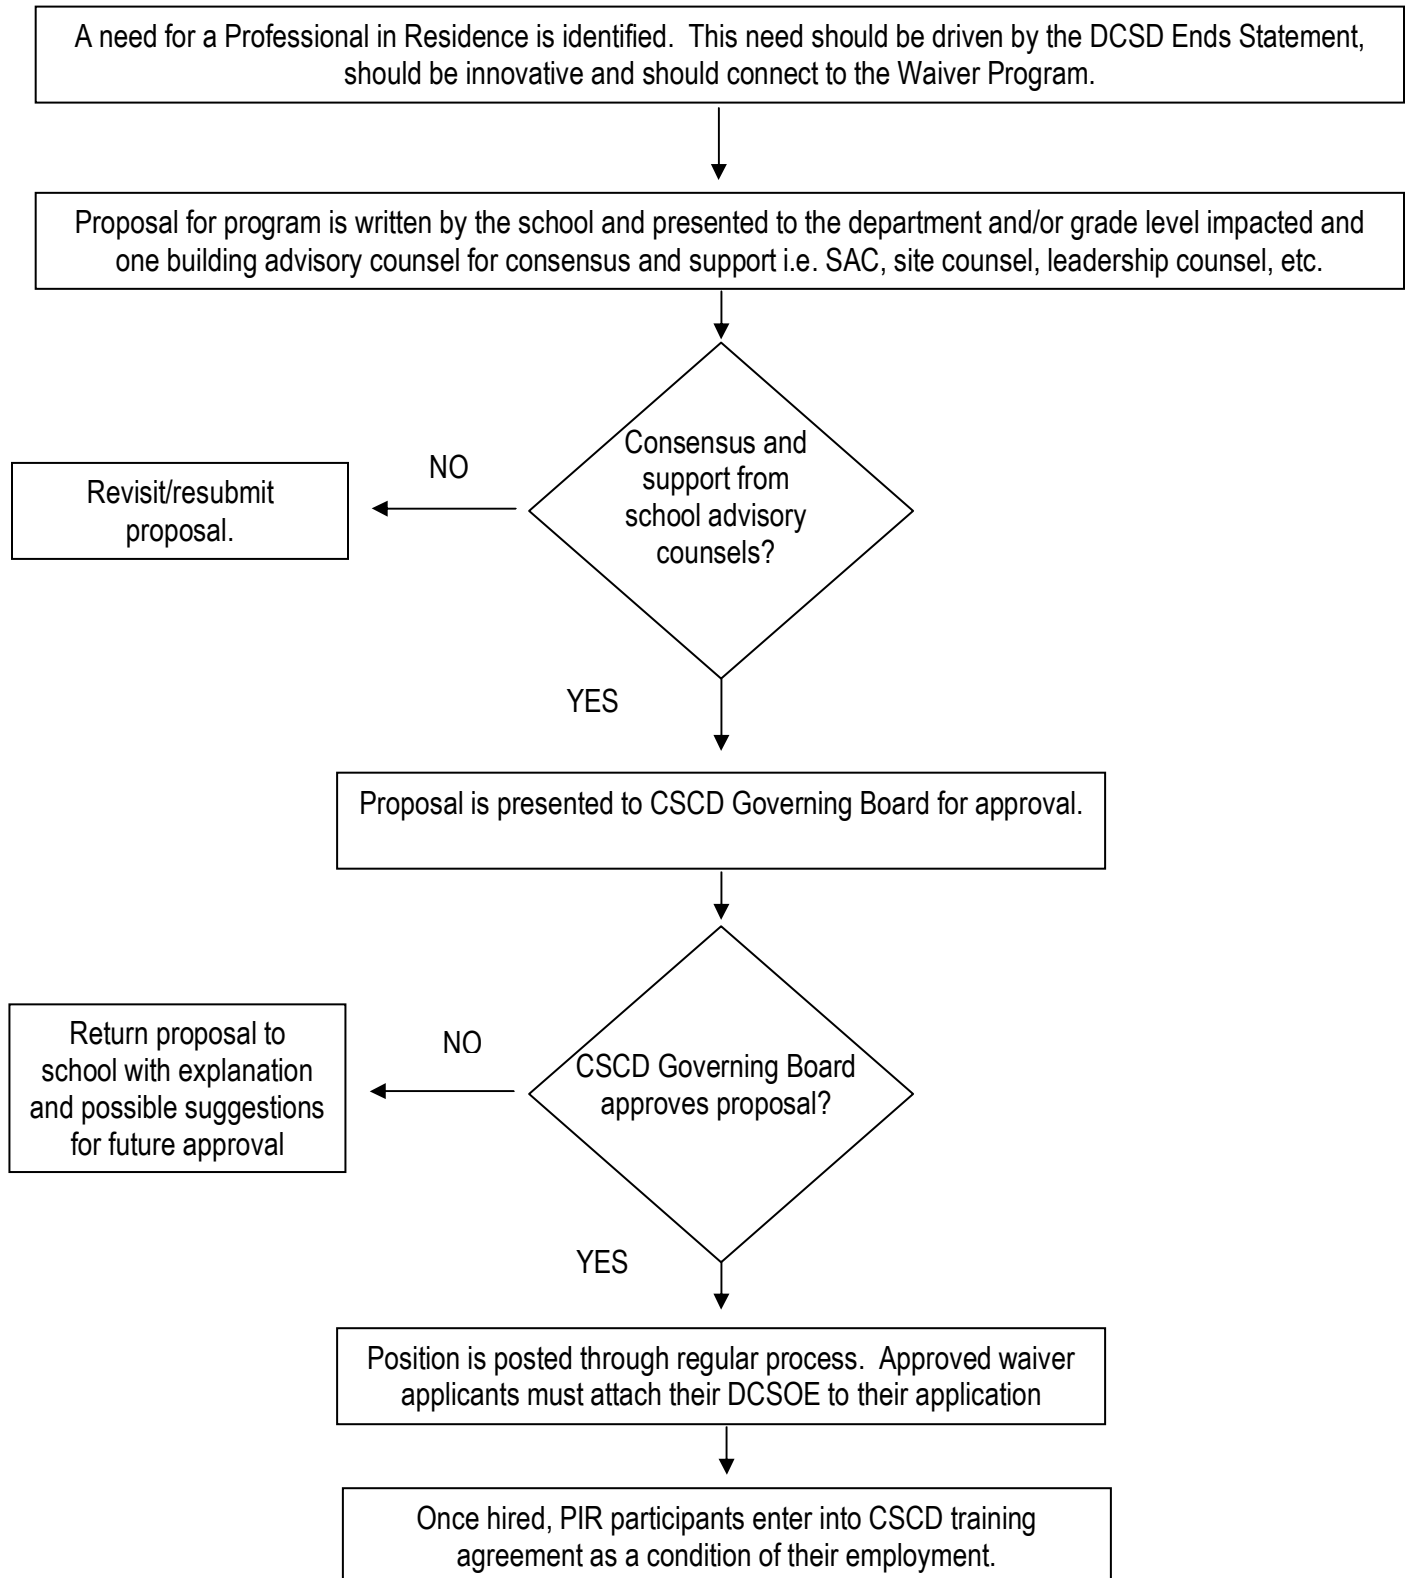 A need for a Professional in Residence is identified.  This need should be driven by the DCSD Ends Statement,
should be innovative and should connect to the Waiver Program.
Proposal for program is written by the school and presented to the department and/or grade level impacted and
one building advisory counsel for consensus and support i.e. SAC, site counsel, leadership counsel, etc.
Consensus and
support from
school advisory
counsels?
NO
Revisit/resubmit
proposal.
YES
Proposal is presented to CSCD Governing Board for approval.
CSCD Governing Board
approves proposal?
NO
Return proposal to
school with explanation
and possible suggestions
for future approval
YES
Position is posted through regular process.  Approved waiver
applicants must attach their DCSOE to their application
Once hired, PIR participants enter into CSCD training
agreement as a condition of their employment.